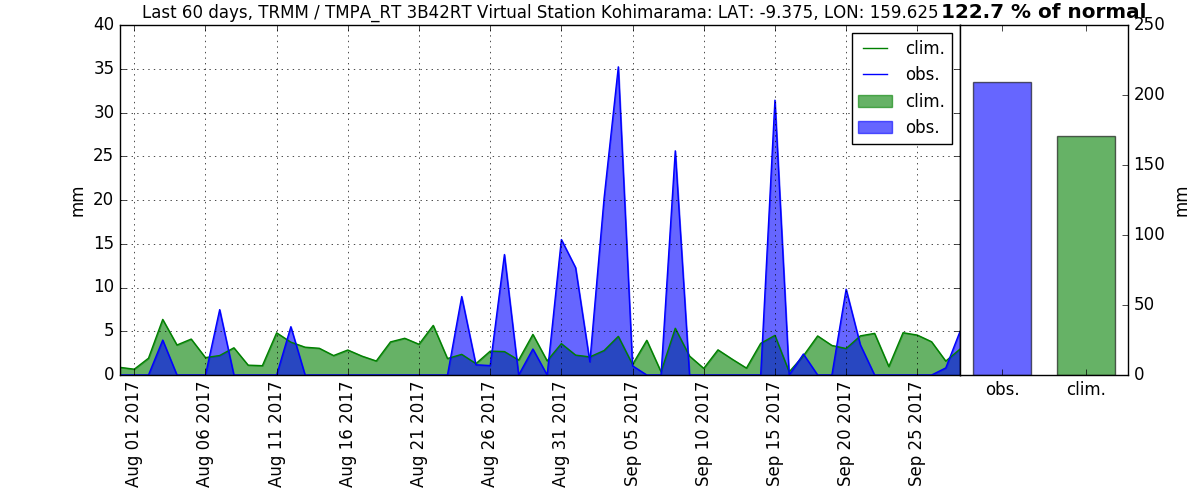 Last 60 days, TRMM / TMPA_RT 3B42RT Virtual Station Kohimarama: LAT: -9.375, LON: 159.625
122.7 % of normal
mm
40
35
30
25
20
15
10
5
0
clim.
obs.
clim.
obs.
Aug 01 2017
Aug 06 2017
Aug 11 2017
Aug 16 2017
Aug 21 2017
Aug 26 2017
Aug 31 2017
Sep 05 2017
Sep 10 2017
Sep 15 2017
Sep 20 2017
Sep 25 2017
250
200
150
100
50
0
mm
obs.
clim.